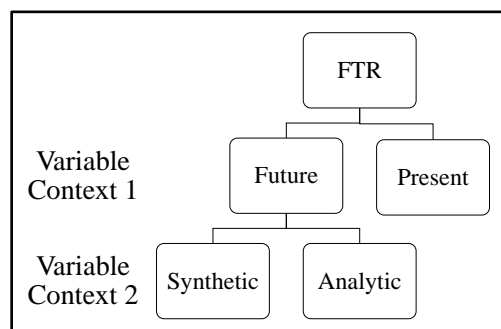 FTR
Variable
Context 1
Future
Present
Variable
Context 2
Synthetic
Analytic